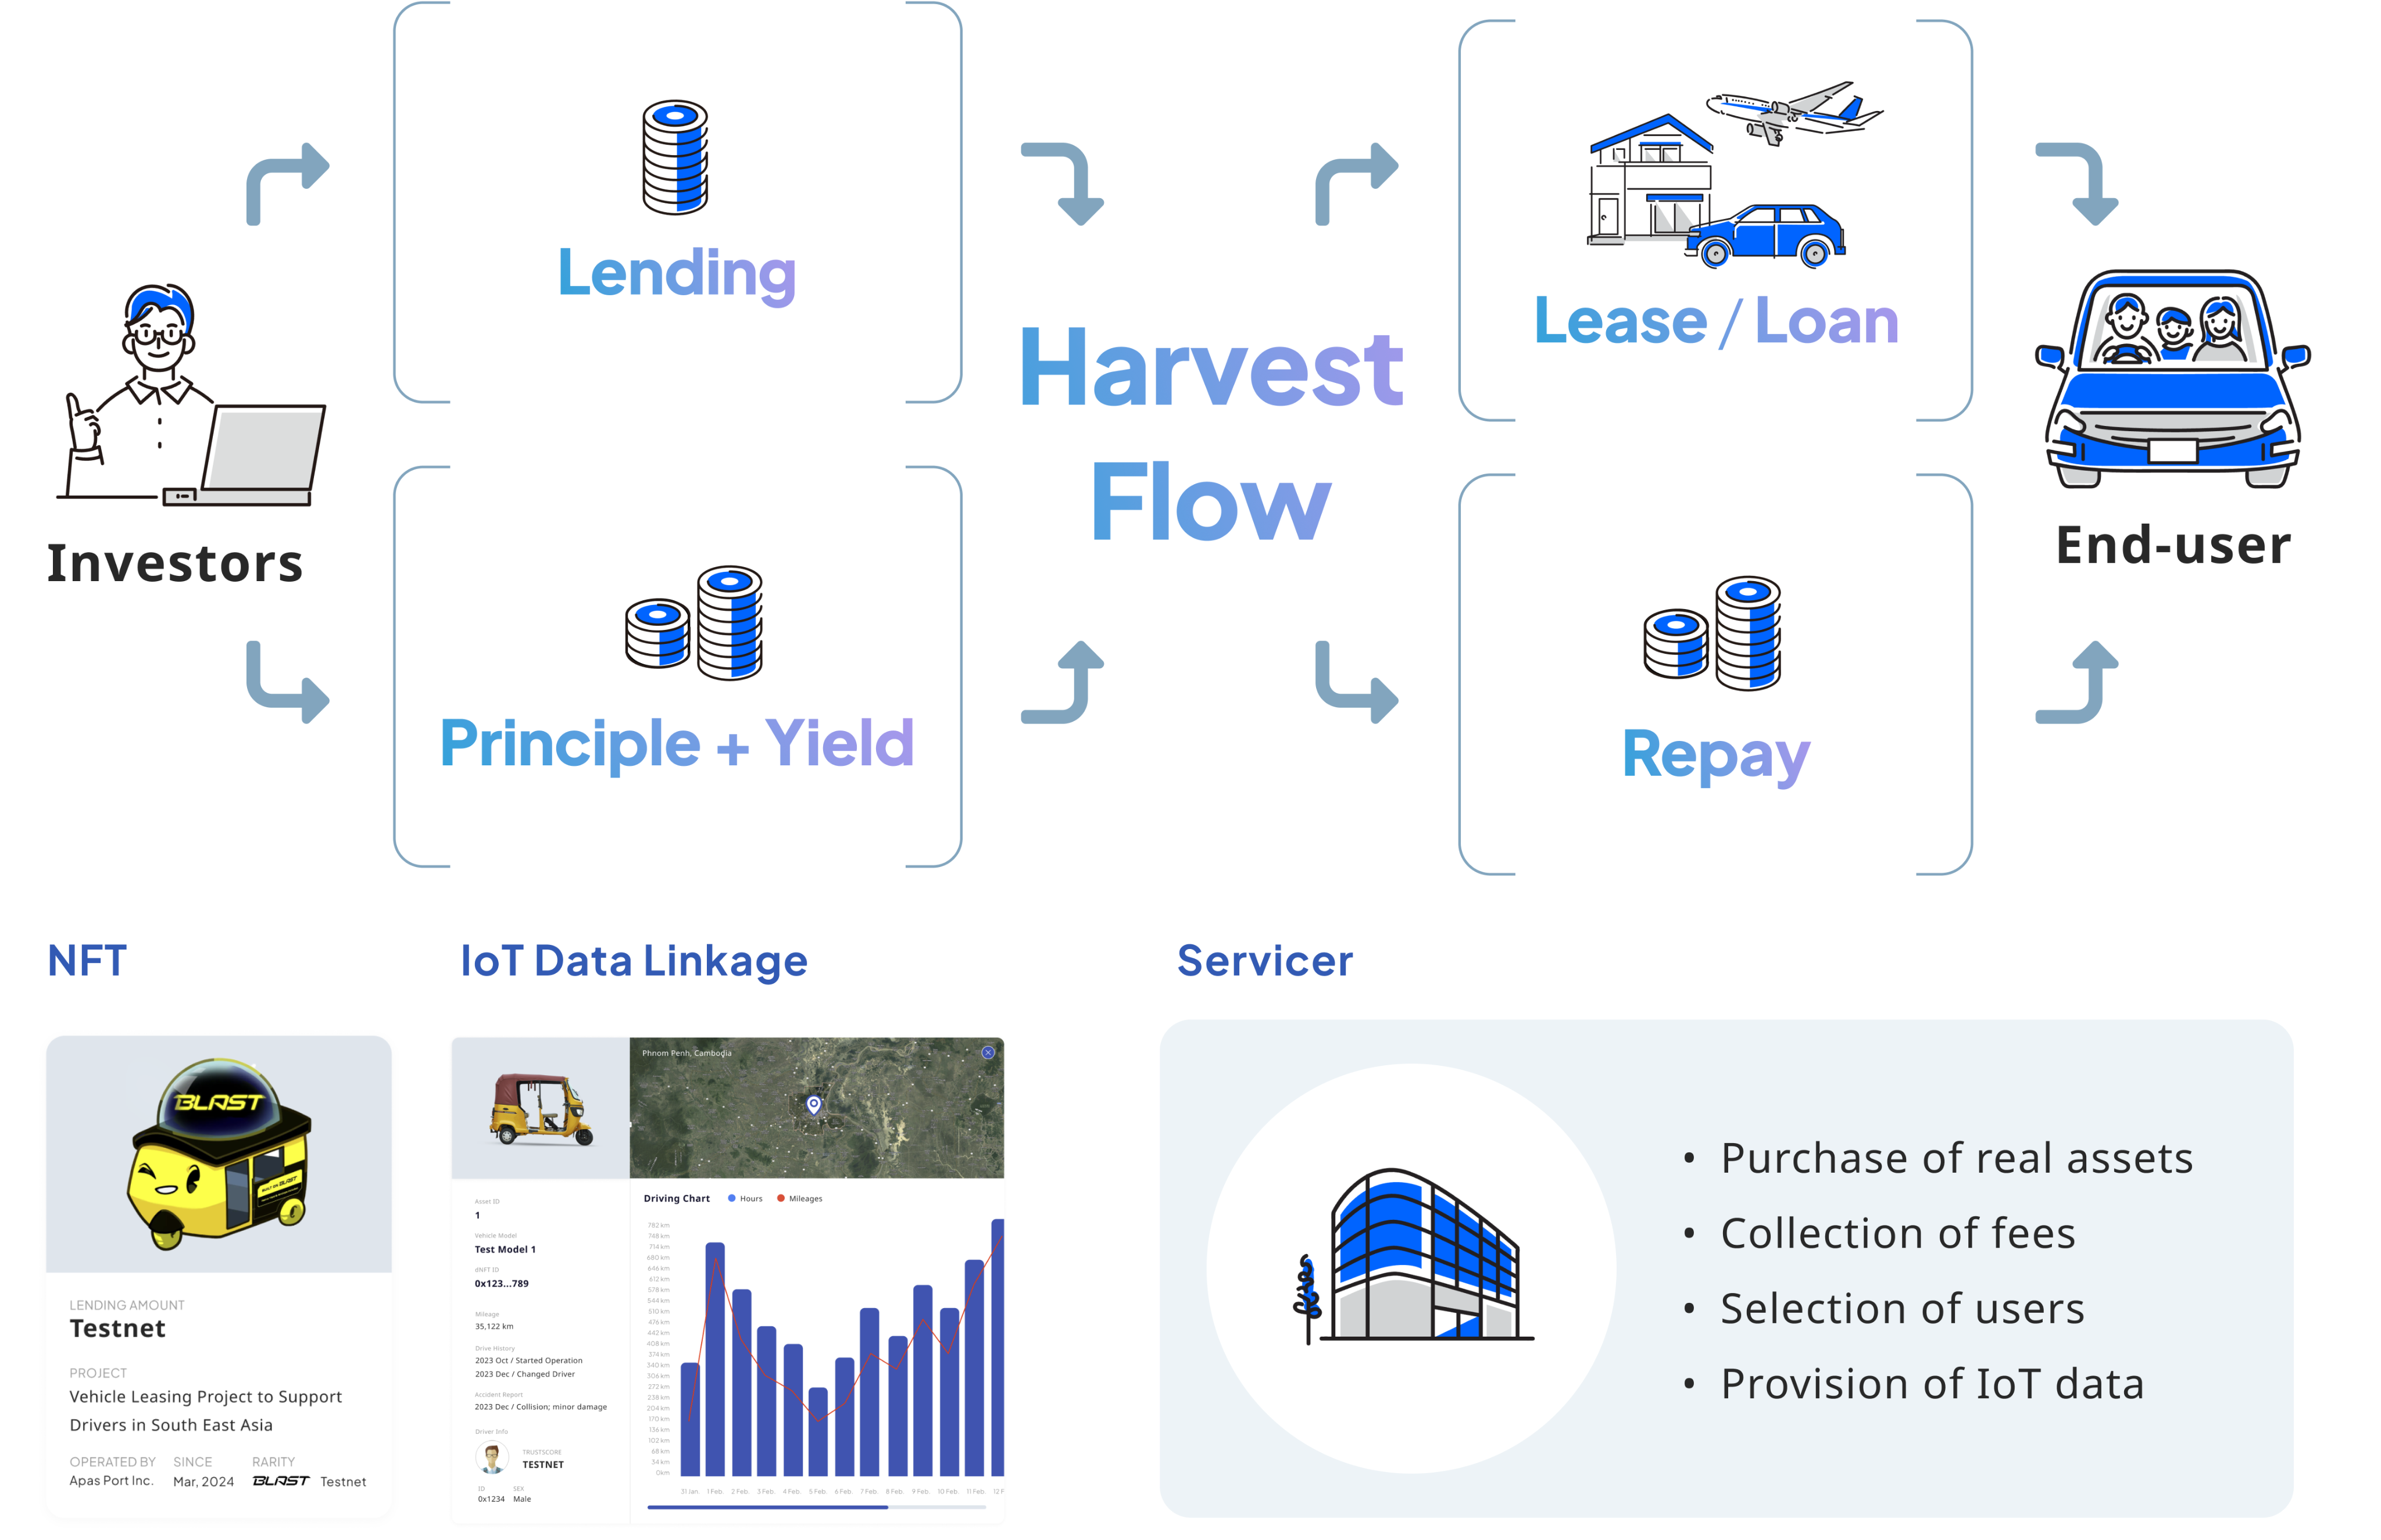 Lending
Lease / Loan
Harvest
Flow
Investors
End-user
Principle + Yield
Repay
NFT
IoT Data Linkage
Servicer
BLAST
BUILT ON BLAST
LENDING AMOUNT
Testnet
PROJECT
Vehicle Leasing Project to Support
Drivers in South East Asia
OPERATED BY SINCE RARITY
Apas Port Inc. Mar, 2024 BLAST Testnet
Phnom Penh, Cambodia
Asset ID
1
Vehicle Model
Test Model 1
dNFT ID
0x123...789
Mileage
35,122 km
Drive History
2023 Oct / Started Operation
2023 Dec / Changed Driver
Accident Report
2023 Dec / Collision; minor damage
Driver Info
TRUSTSCORE
TESTNET
ID SEX
0x1234 Male
Driving Chart Hours Mileages
782 km
748 km
714 km
680 km
646 km
612 km
578 km
544 km
510 km
476 km
442 km
408 km
374 km
340 km
306 km
272 km
238 km
204 km
170 km
136 km
102 km
68 km
34 km
0km
31 Jan. 1 Feb. 2 Feb. 3 Feb. 4 Feb. 5 Feb. 6 Feb. 7 Feb. 8 Feb. 9 Feb. 10 Feb. 11 Feb. 12 F
• Purchase of real assets
• Collection of fees
• Selection of users
• Provision of IoT data